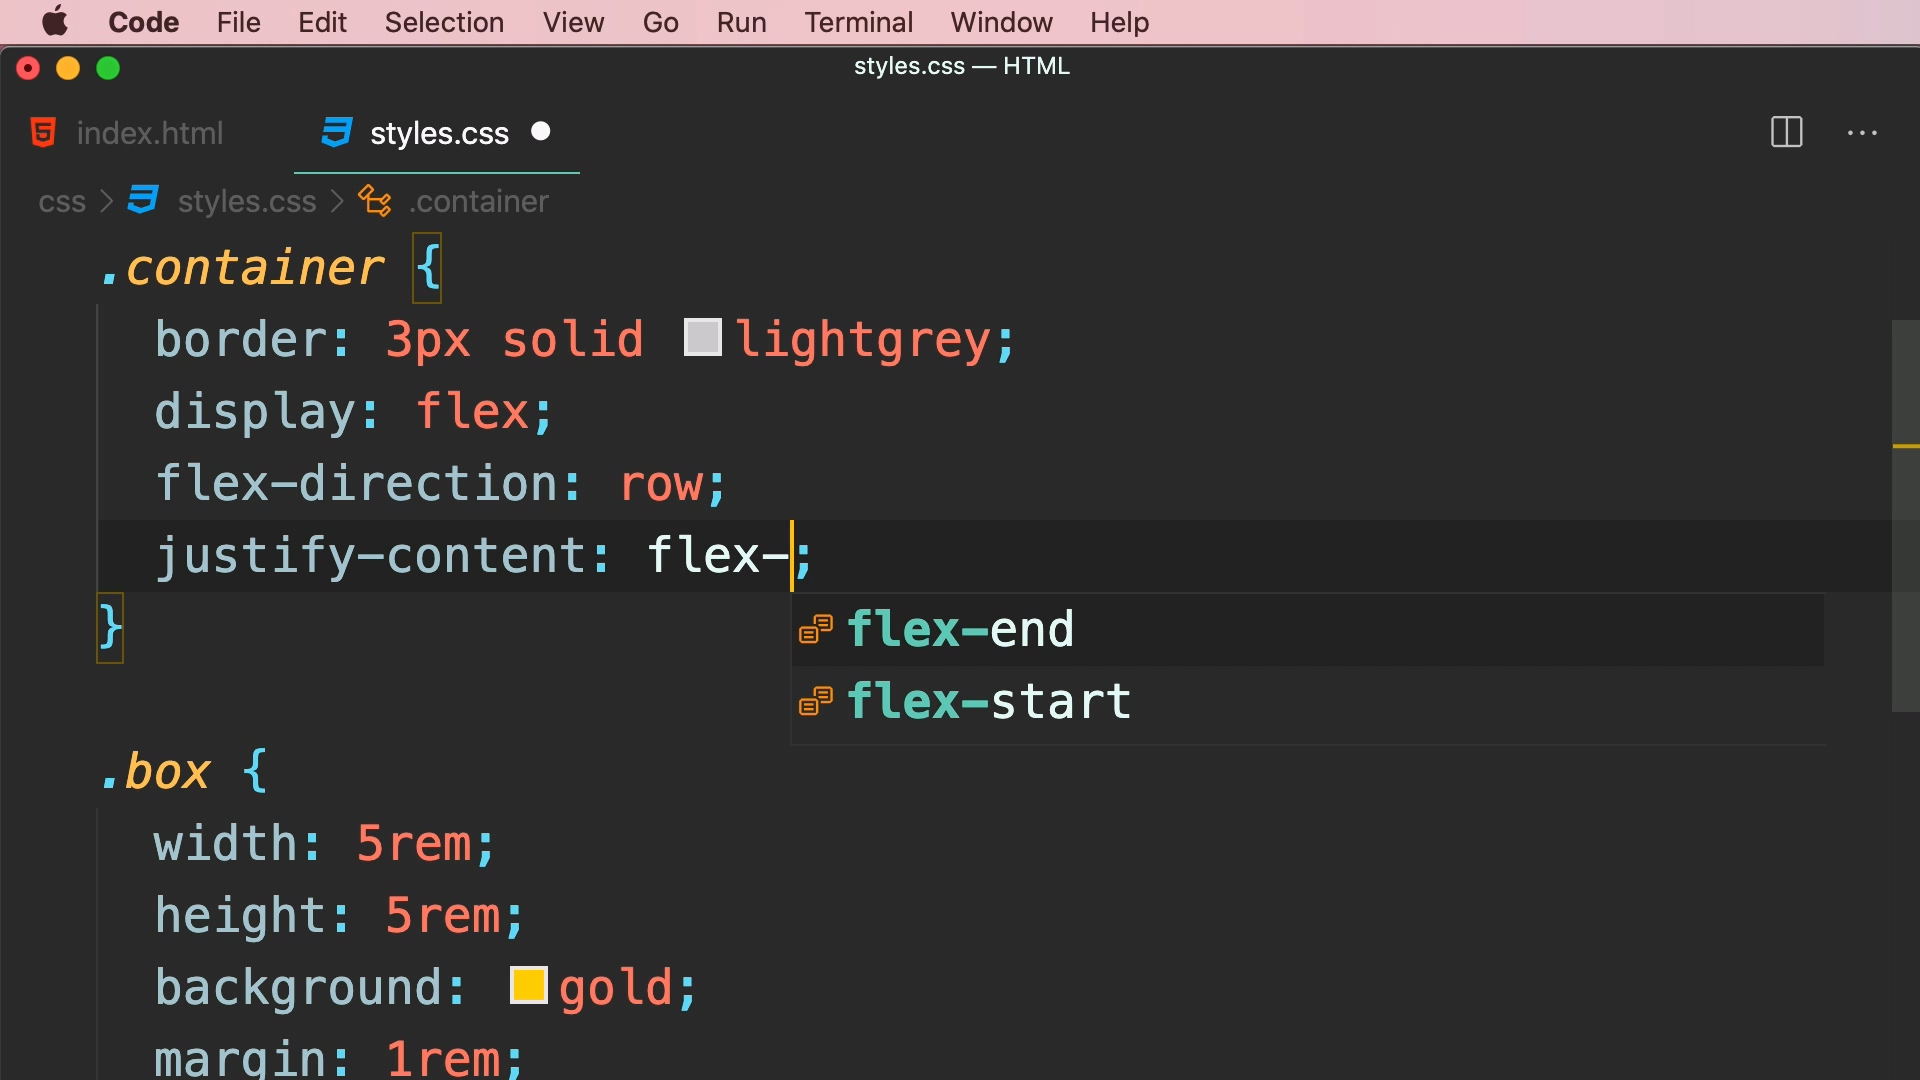 Code File Edit Selection View Go Run Terminal Window Help
styles.css — HTML
index.html styles.css
css > styles.css > .container
.container {
border: 3px solid lightgrey;
display: flex;
flex-direction: row;
justify-content: flex-;
}
flex-end
flex-start
.box {
width: 5rem;
height: 5rem;
background: gold;
margin: 1rem;